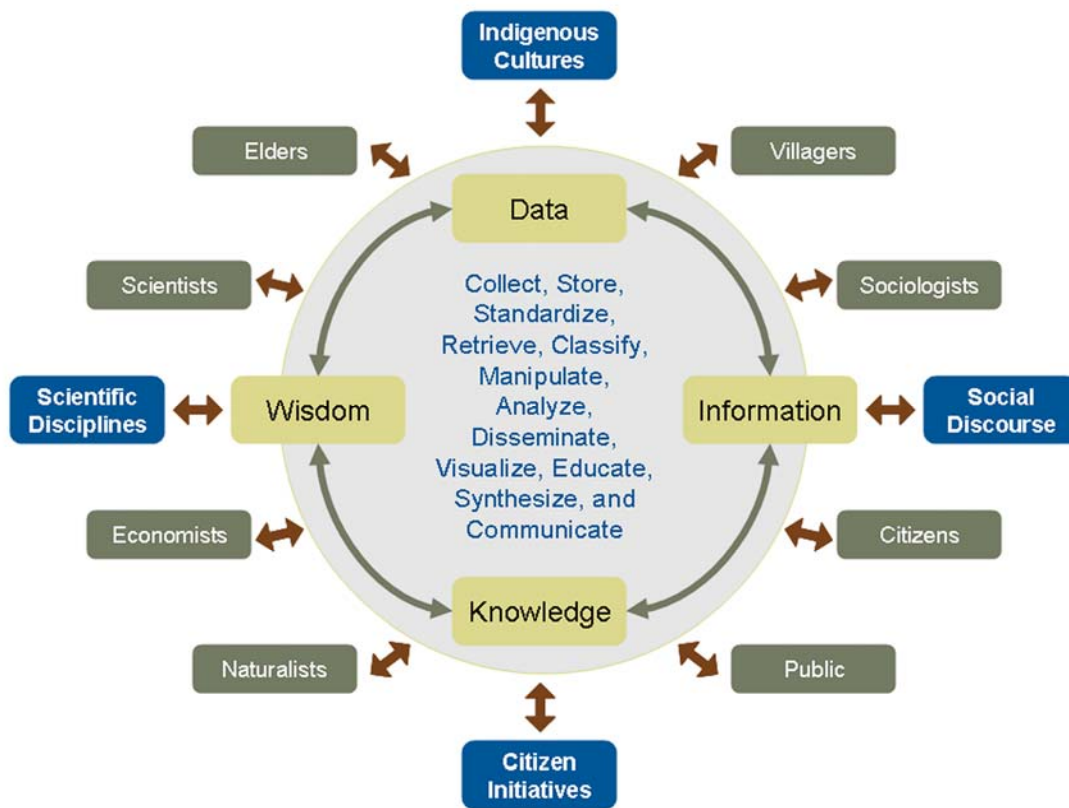 Indigenous
Cultures
Elders
Villagers
Data
Scientists
Sociologists
Collect, Store,
Standardize,
Retrieve, Classify,
Manipulate,
Analyze,
Disseminate,
Visualize, Educate,
Synthesize, and
Communicate
Scientific
Disciplines
Wisdom
Information
Social
Discourse
Economists
Citizens
Knowledge
Naturalists
Public
Citizen
Initiatives